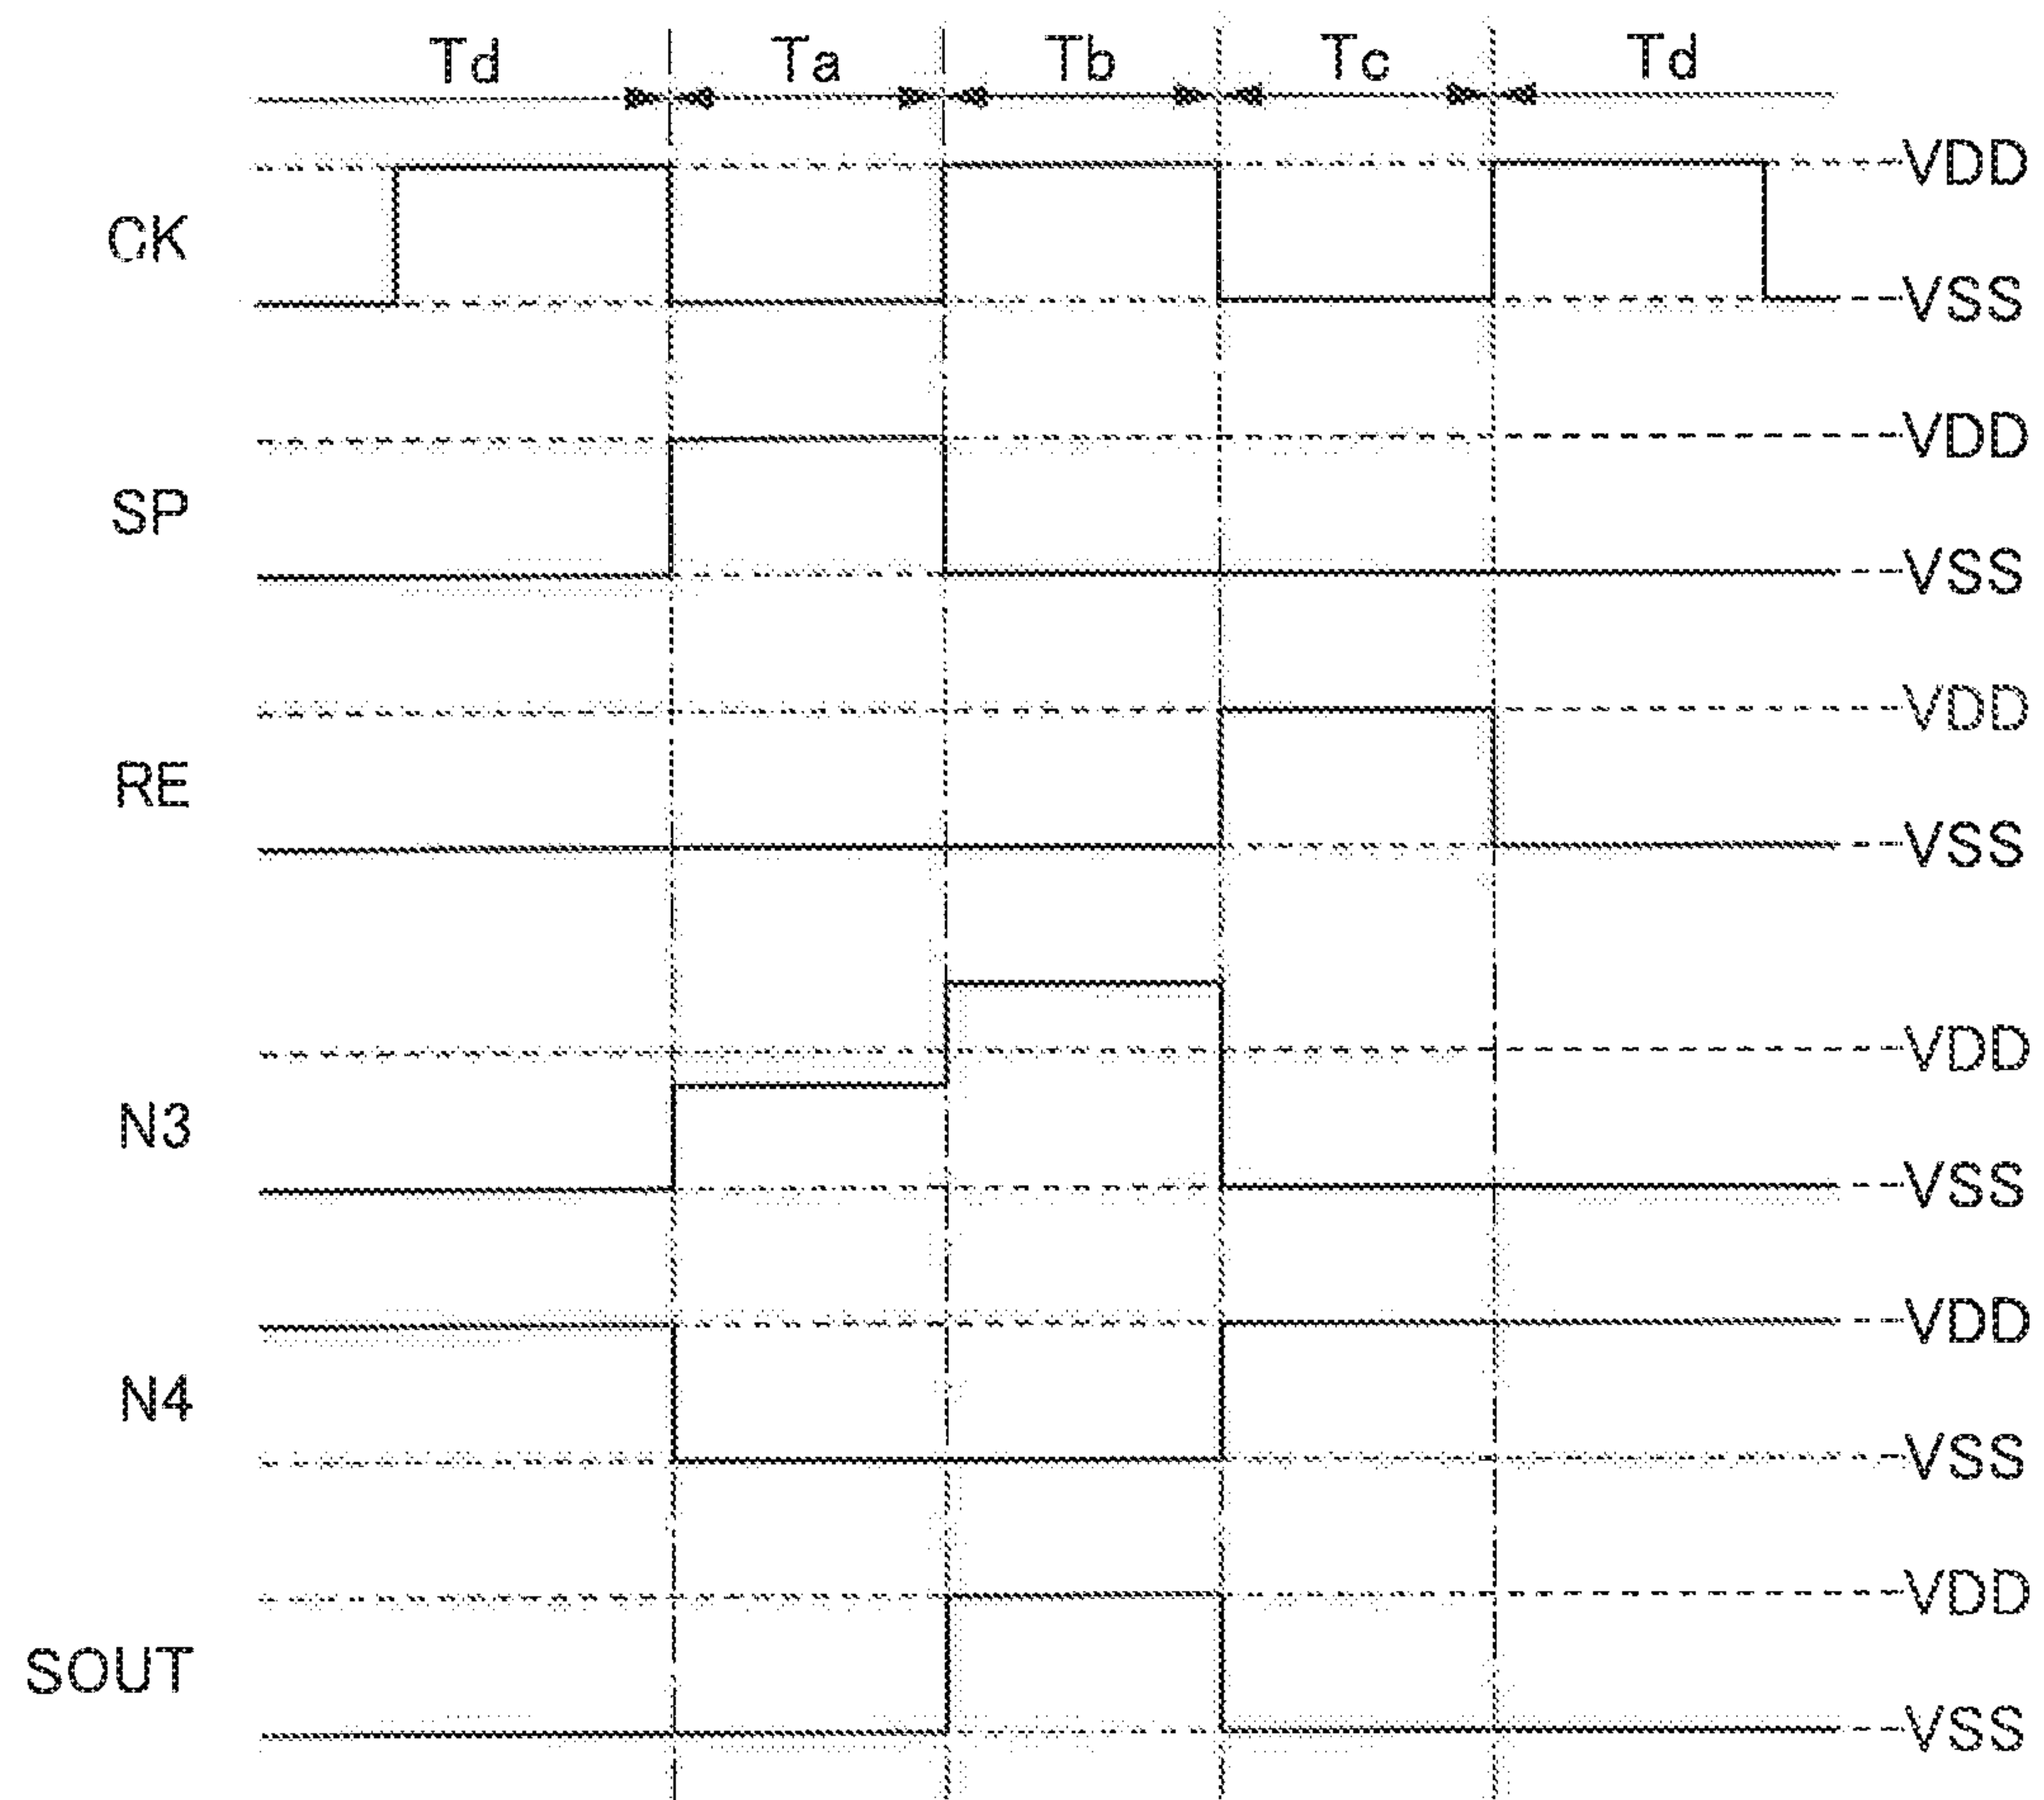 Td Ta Tb Tc Td
VDD
CK
VSS
VDD
SP
VSS
VDD
RE
VSS
VDD
N3
VSS
VDD
N4
VSS
VDD
SOUT
VSS